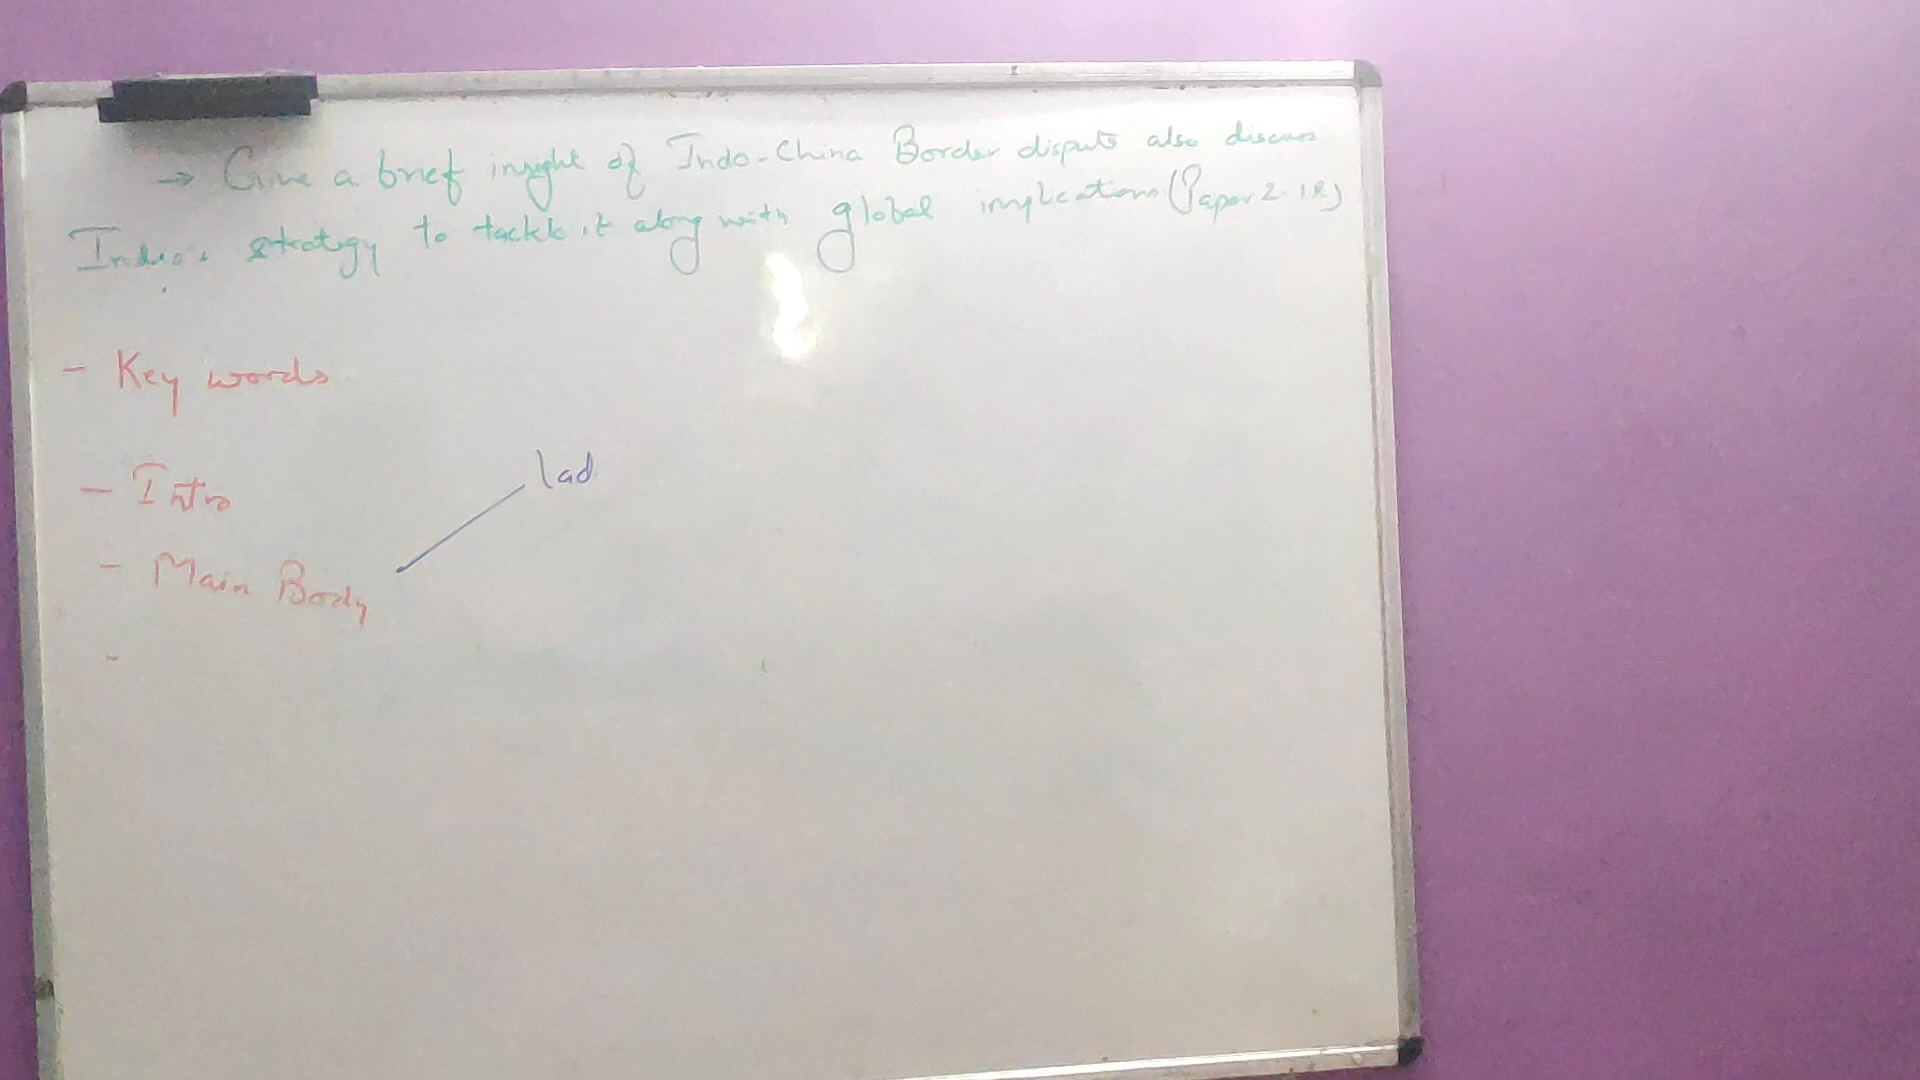 → Give a brief insight of Indo-China Border dispute also discuss
India's strategy to tackle it along with global implications (Paper 2 IR)
- Key words
- Intro
lad
- Main Body
-